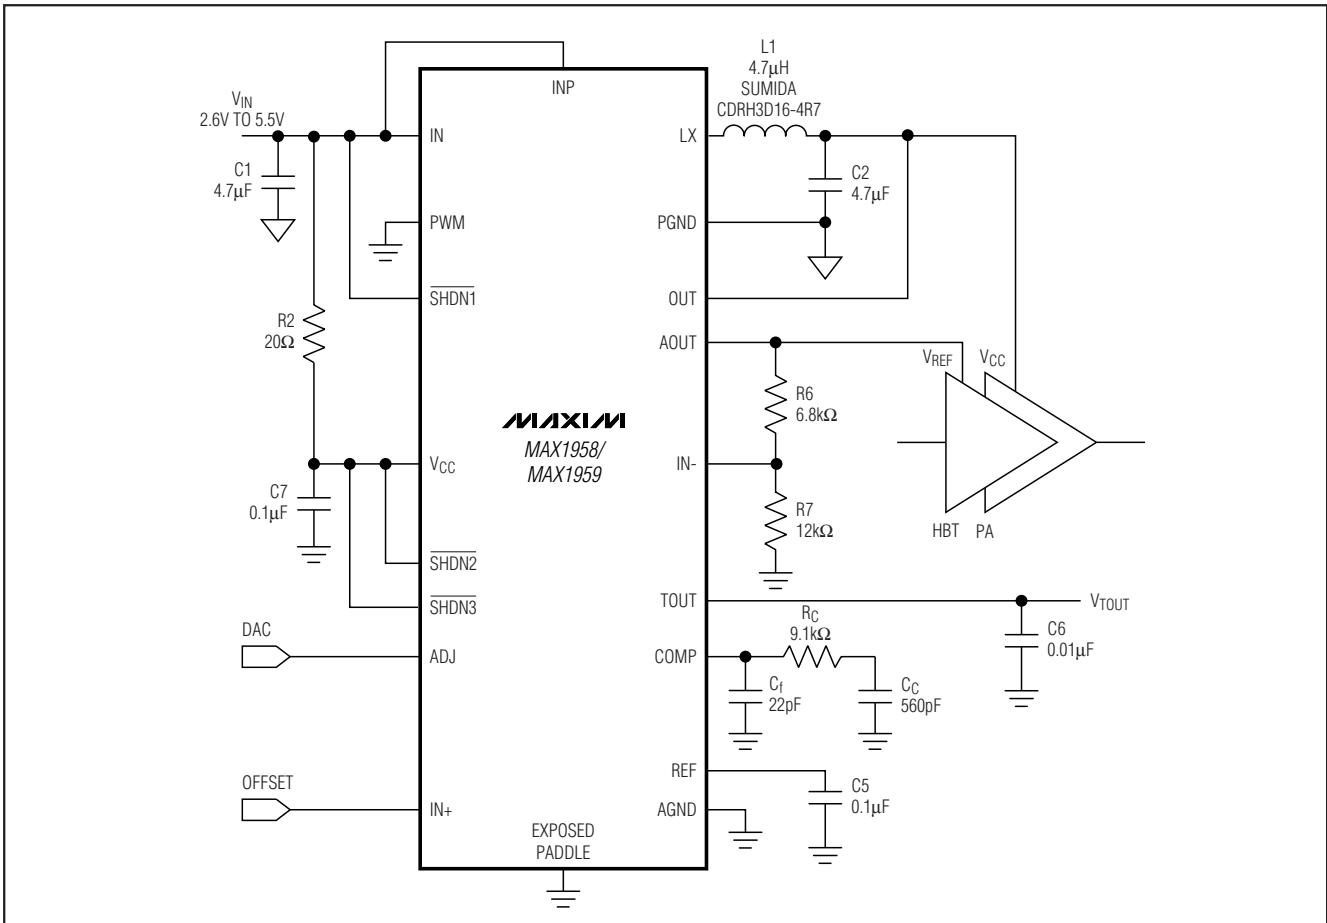 V_IN
2.6V TO 5.5V
C1
4.7μF
R2
20Ω
C7
0.1μF
DAC
OFFSET
INP
IN
PWM
SHDN1
V_CC
SHDN2
SHDN3
ADJ
IN+
MAXIM
MAX1958/
MAX1959
EXPOSED
PADDLE
LX
PGND
OUT
AOUT
IN-
TOUT
COMP
REF
AGND
L1
4.7μH
SUMIDA
CDRH3D16-4R7
C2
4.7μF
R6
6.8kΩ
R7
12kΩ
V_REF
V_CC
HBT
PA
V_TOUT
C6
0.01μF
R_C
9.1kΩ
C_f
22pF
C_C
560pF
C5
0.1μF